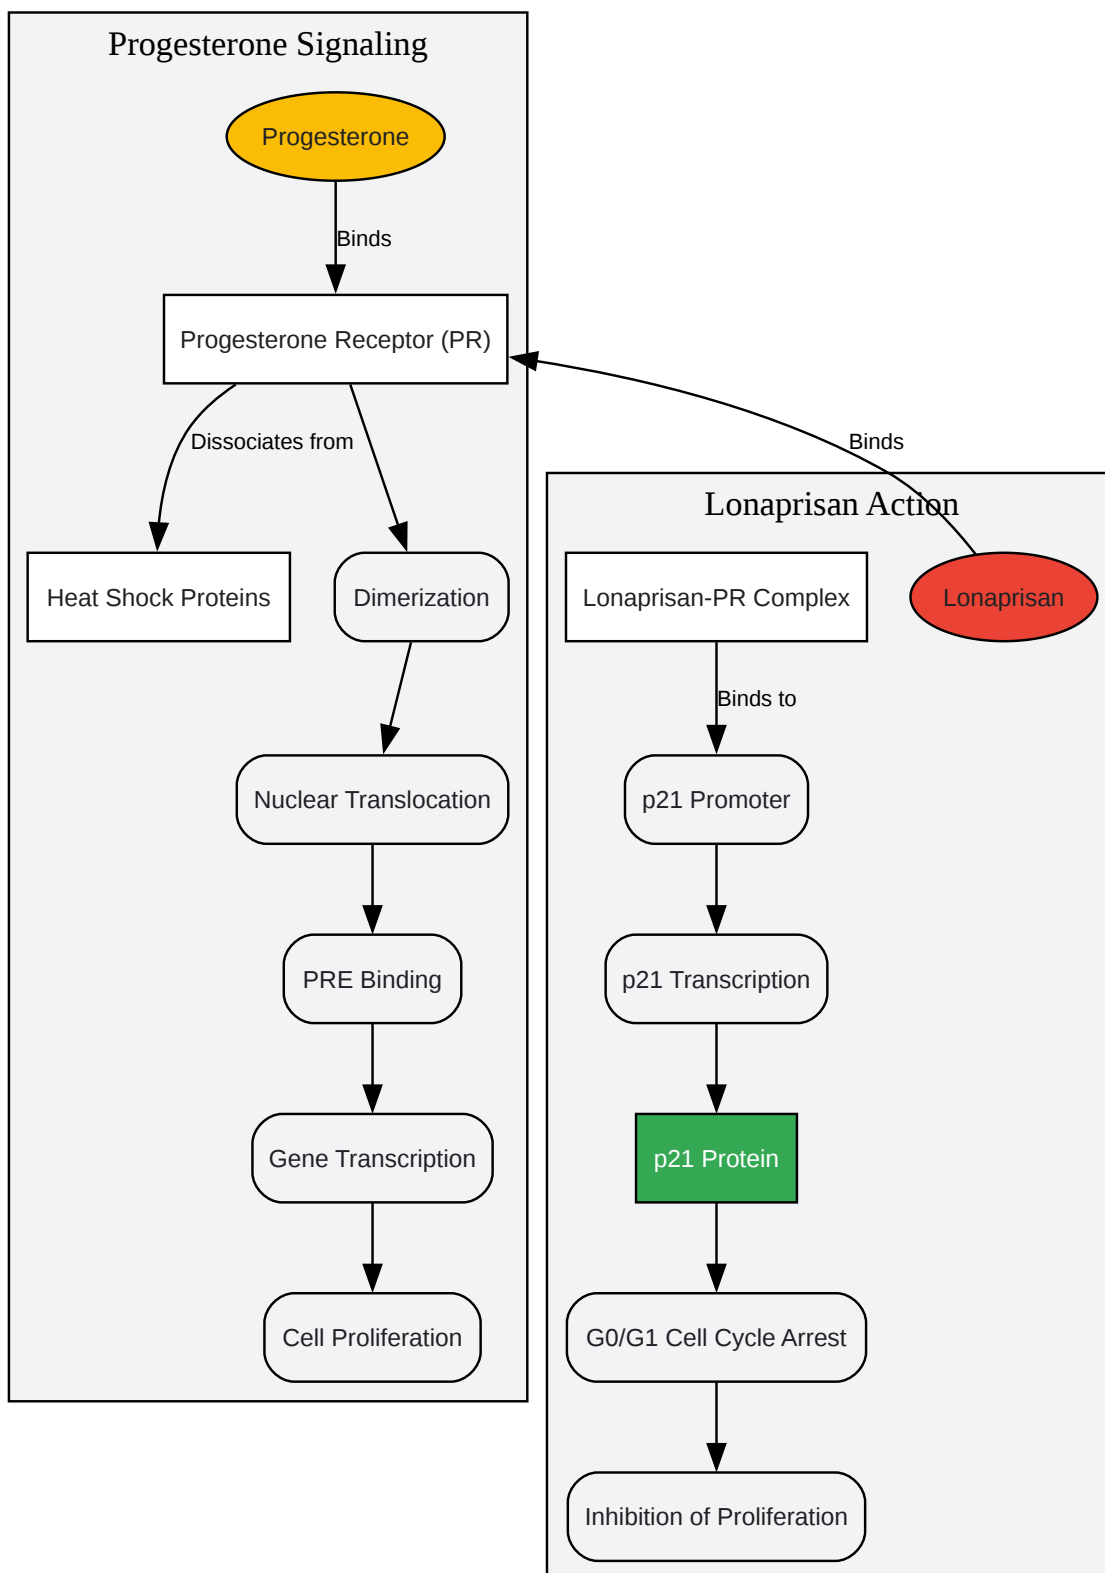 Progesterone Signaling
Progesterone
Binds
Progesterone Receptor (PR)
Dissociates from
Heat Shock Proteins
Dimerization
Nuclear Translocation
PRE Binding
Gene Transcription
Cell Proliferation
Binds
Lonaprisan Action
Lonaprisan-PR Complex
Lonaprisan
Binds to
p21 Promoter
p21 Transcription
p21 Protein
G0/G1 Cell Cycle Arrest
Inhibition of Proliferation